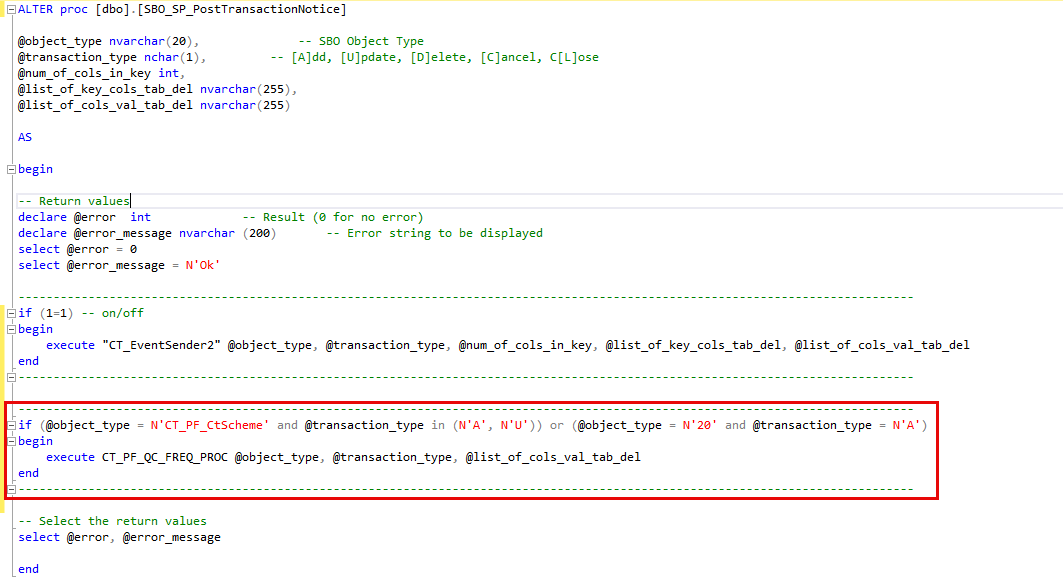 ALTER proc [dbo].[SBO_SP_PostTransactionNotice]
@object_type nvarchar(20), -- SBO Object Type
@transaction_type nchar(1), -- [A]dd, [U]pdate, [D]elete, [C]ancel, C[L]ose
@num_of_cols_in_key int,
@list_of_key_cols_tab_del nvarchar(255),
@list_of_cols_val_tab_del nvarchar(255)
AS
begin
-- Return values
declare @error int -- Result (0 for no error)
declare @error_message nvarchar (200) -- Error string to be displayed
select @error = 0
select @error_message = N'Ok'
--------------------------------------------------------------------------------------------------------------------------------
if (1=1) -- on/off
begin
execute "CT_EventSender2" @object_type, @transaction_type, @num_of_cols_in_key, @list_of_key_cols_tab_del, @list_of_cols_val_tab_del
end
--------------------------------------------------------------------------------------------------------------------------------
--------------------------------------------------------------------------------------------------------------------------------
if (@object_type = N'CT_PF_CtScheme' and @transaction_type in (N'A', N'U')) or (@object_type = N'20' and @transaction_type = N'A')
begin
execute CT_PF_QC_FREQ_PROC @object_type, @transaction_type, @list_of_cols_val_tab_del
end
--------------------------------------------------------------------------------------------------------------------------------
-- Select the return values
select @error, @error_message
end